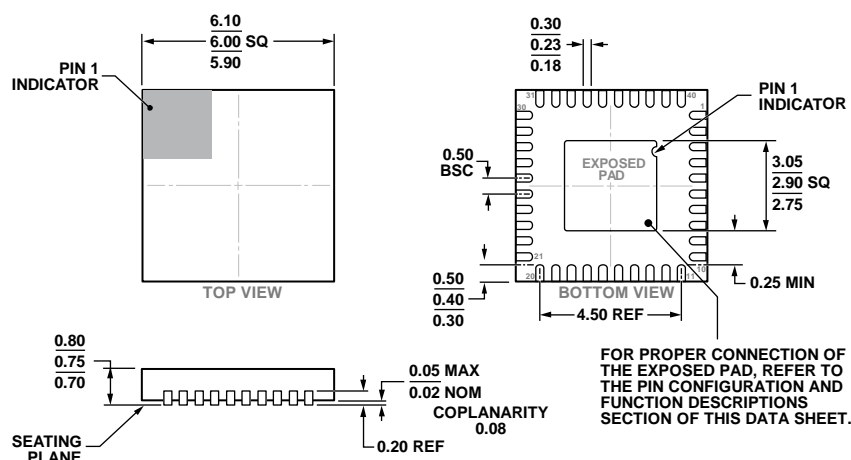 6.10
6.00 SQ
5.90
PIN 1
INDICATOR
TOP VIEW
0.30
0.23
0.18
PIN 1
INDICATOR
31
40
30
1
0.50
BSC
EXPOSED
PAD
3.05
2.90 SQ
2.75
21
10
20
11
0.50
0.40
0.30
BOTTOM VIEW
0.25 MIN
4.50 REF
0.80
0.75
0.70
0.05 MAX
0.02 NOM
COPLANARITY
0.08
0.20 REF
SEATING
PLANE
FOR PROPER CONNECTION OF
THE EXPOSED PAD, REFER TO
THE PIN CONFIGURATION AND
FUNCTION DESCRIPTIONS
SECTION OF THIS DATA SHEET.